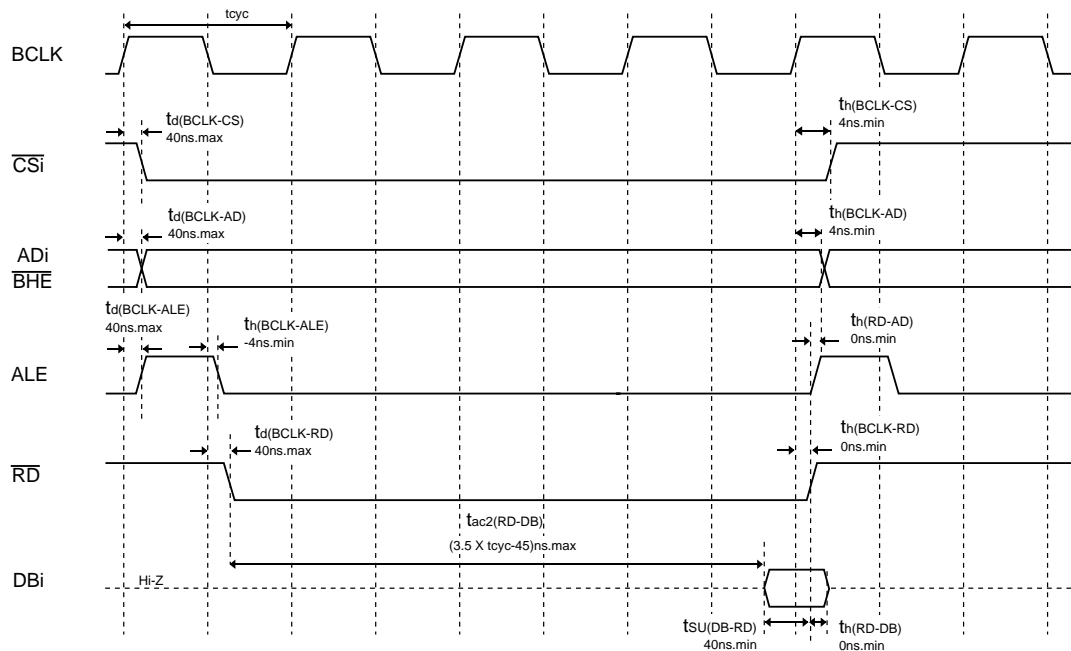 tcyc
BCLK
td(BCLK-CS)
40ns.max
th(BCLK-CS)
4ns.min
CSi
td(BCLK-AD)
40ns.max
th(BCLK-AD)
4ns.min
ADi
BHE
td(BCLK-ALE)
40ns.max
th(BCLK-ALE)
-4ns.min
th(RD-AD)
0ns.min
ALE
td(BCLK-RD)
40ns.max
th(BCLK-RD)
0ns.min
RD
tac2(RD-DB)
(3.5 X tcyc-45)ns.max
DBi
Hi-Z
tSU(DB-RD)
40ns.min
th(RD-DB)
0ns.min